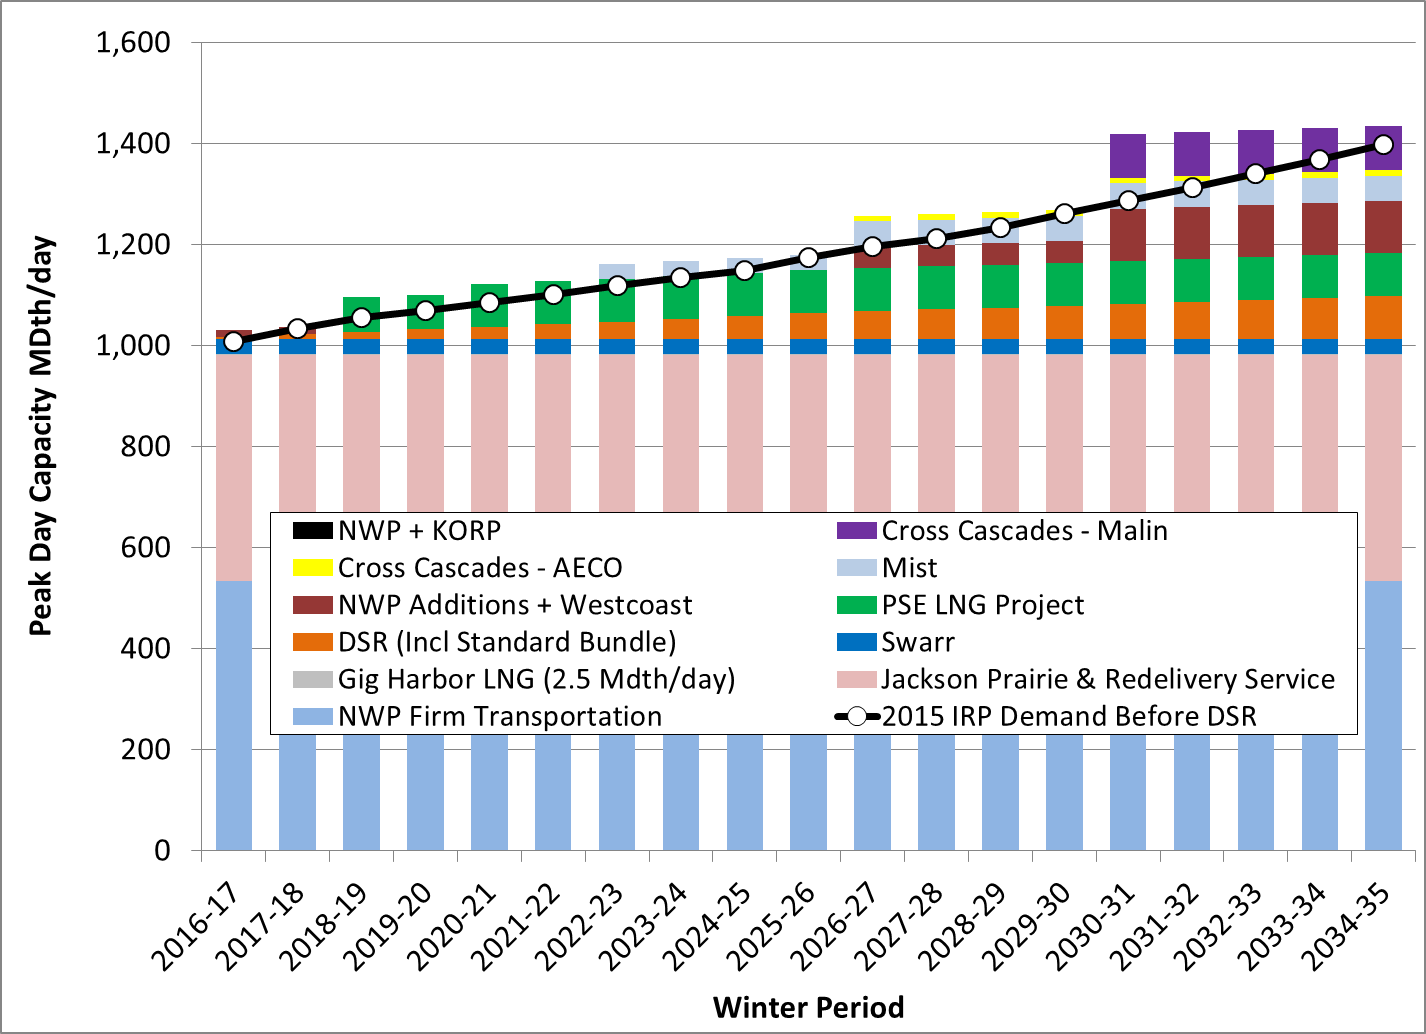 1,600
1,400
1,200
1,000
800
600
400
200
0
Peak Day Capacity MDth/day
NWP + KORP
Cross Cascades - Malin
Cross Cascades - AECO
Mist
NWP Additions + Westcoast
PSE LNG Project
DSR (Incl Standard Bundle)
Swarr
Gig Harbor LNG (2.5 Mdth/day)
Jackson Prairie & Redelivery Service
NWP Firm Transportation
2015 IRP Demand Before DSR
2016-17
2017-18
2018-19
2019-20
2020-21
2021-22
2022-23
2023-24
2024-25
2025-26
2026-27
2027-28
2028-29
2029-30
2030-31
2031-32
2032-33
2033-34
2034-35
Winter Period